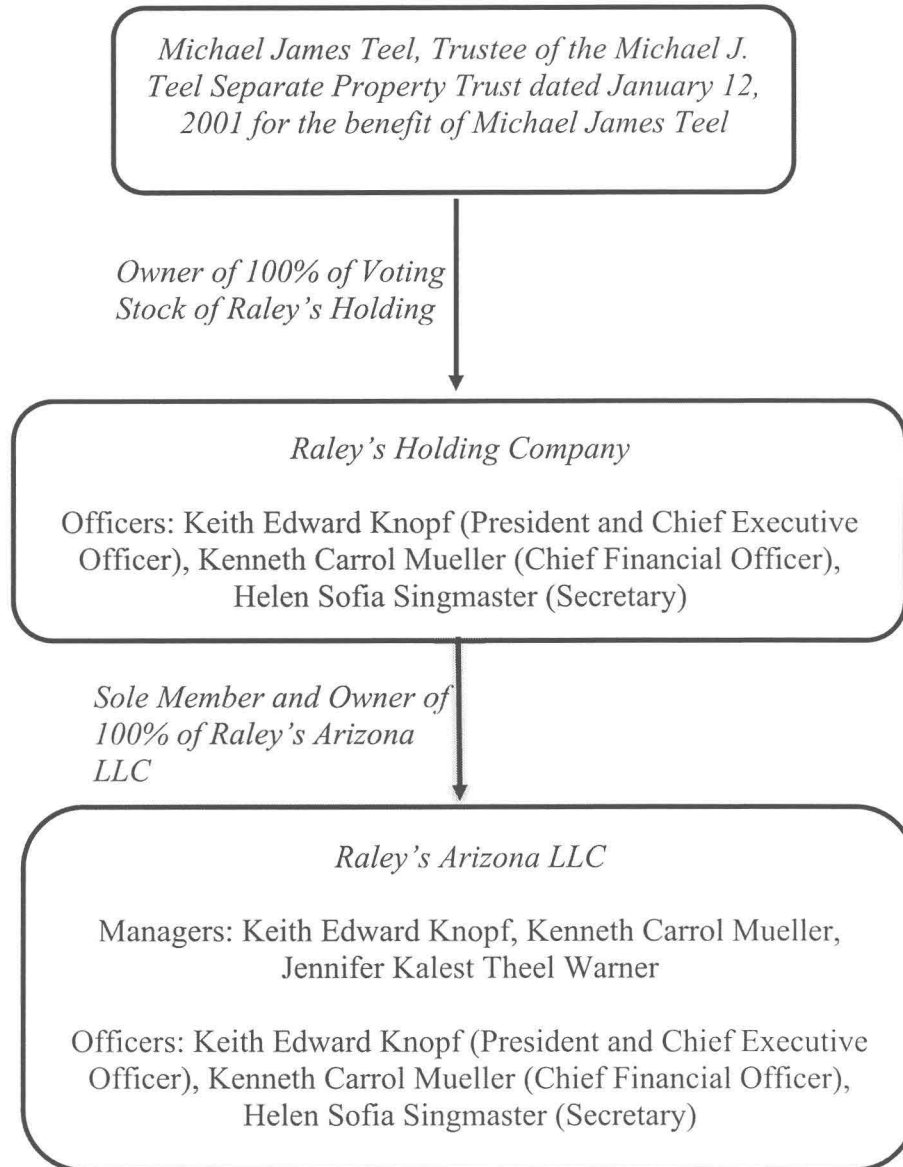 Michael James Teel, Trustee of the Michael J.
Teel Separate Property Trust dated January 12,
2001 for the benefit of Michael James Teel
Owner of 100% of Voting
Stock of Raley's Holding
Raley's Holding Company
Officers: Keith Edward Knopf (President and Chief Executive
Officer), Kenneth Carrol Mueller (Chief Financial Officer),
Helen Sofia Singmaster (Secretary)
Sole Member and Owner of
100% of Raley's Arizona
LLC
Raley's Arizona LLC
Managers: Keith Edward Knopf, Kenneth Carrol Mueller,
Jennifer Kalest Theel Warner
Officers: Keith Edward Knopf (President and Chief Executive
Officer), Kenneth Carrol Mueller (Chief Financial Officer),
Helen Sofia Singmaster (Secretary)